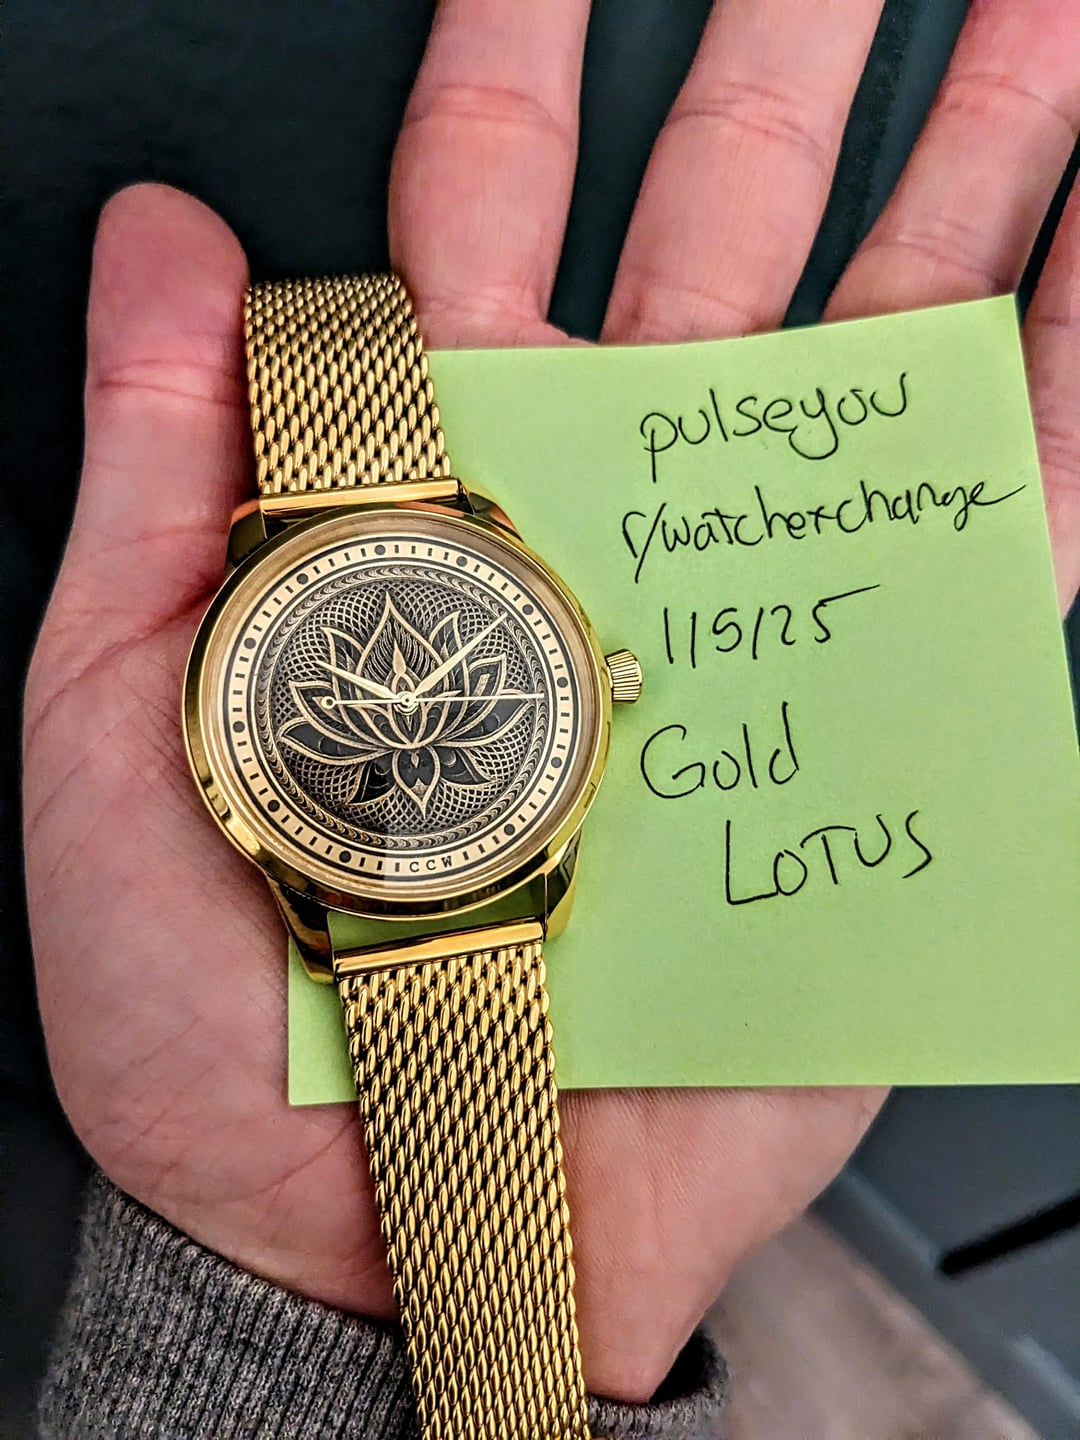 pulseyou
r/watchexchange
1/5/25
Gold
LOTUS
CCW